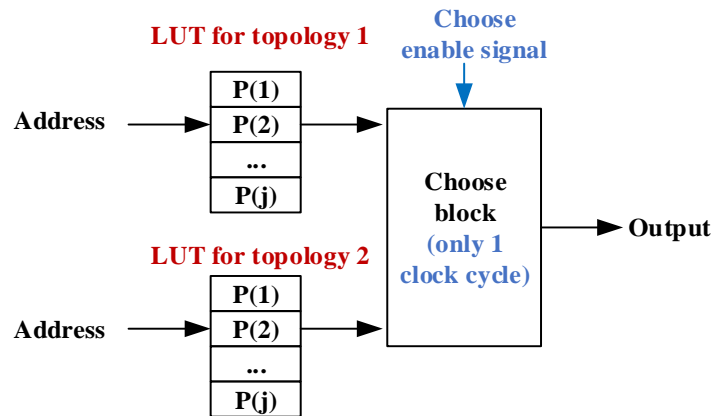 LUT for topology 1
Choose
enable signal
Address
P(1)
P(2)
...
P(j)
Choose
block
(only 1
clock cycle)
Output
LUT for topology 2
Address
P(1)
P(2)
...
P(j)